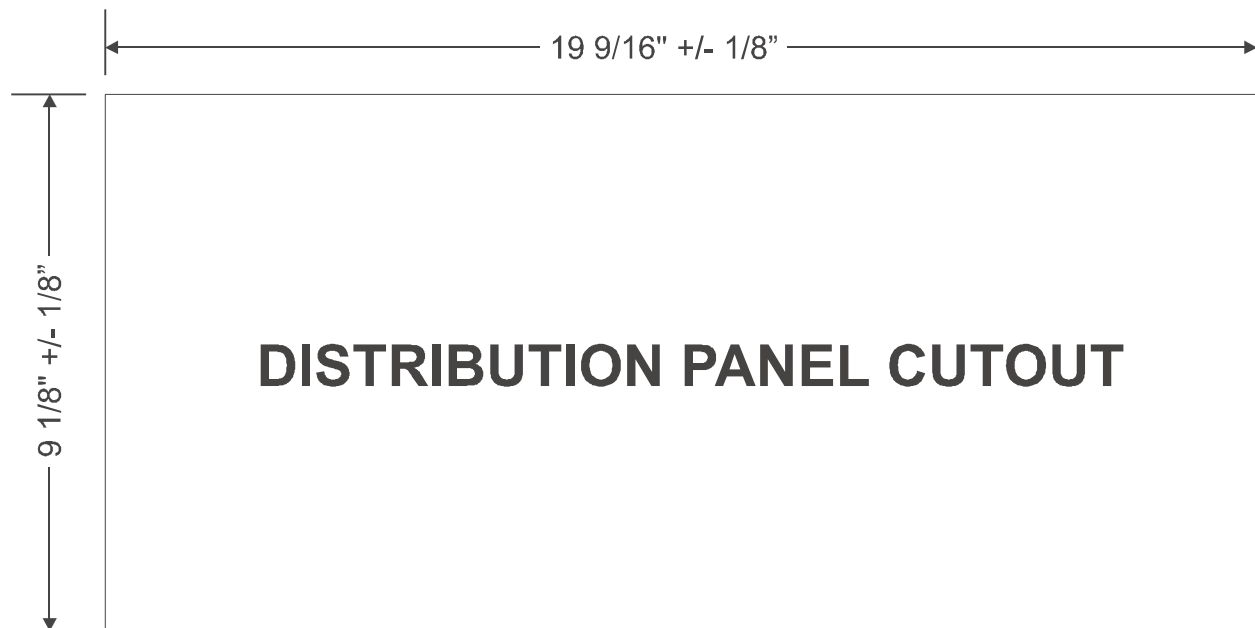 19 9/16" +/- 1/8”
9 1/8" +/- 1/8”
DISTRIBUTION PANEL CUTOUT